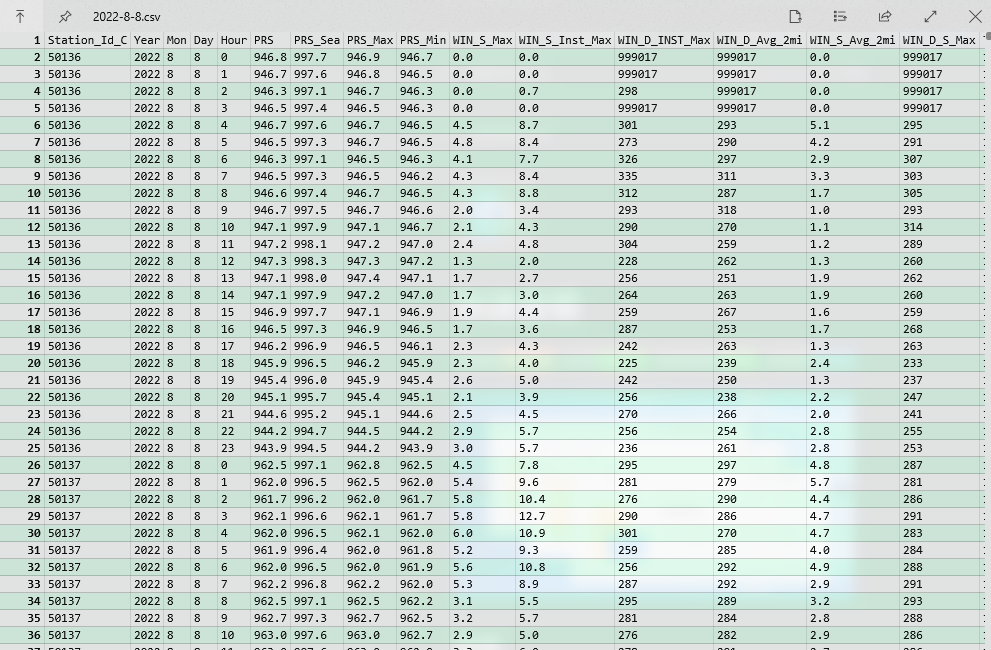 2022-8-8.csv
1 Station_Id_C Year Mon Day Hour PRS PRS_Sea PRS_Max PRS_Min WIN_S_Max WIN_S_Inst_Max WIN_D_INST_Max WIN_D_Avg_2mi WIN_S_Avg_2mi WIN_D_S_Max
2 50136 2022 8 8 0 946.8 997.7 946.9 946.7 0.0 0.0 999017 999017 0.0 999017
3 50136 2022 8 8 1 946.7 997.6 946.8 946.5 0.0 0.0 999017 999017 0.0 999017
4 50136 2022 8 8 2 946.3 997.1 946.7 946.3 0.0 0.7 298 999017 0.0 999017
5 50136 2022 8 8 3 946.5 997.4 946.5 946.3 0.0 0.0 999017 999017 0.0 999017
6 50136 2022 8 8 4 946.7 997.6 946.7 946.5 4.5 8.7 301 293 5.1 295
7 50136 2022 8 8 5 946.5 997.3 946.7 946.5 4.8 8.4 273 290 4.2 291
8 50136 2022 8 8 6 946.3 997.1 946.5 946.3 4.1 7.7 326 297 2.9 307
9 50136 2022 8 8 7 946.5 997.3 946.5 946.2 4.3 8.4 335 311 3.3 303
10 50136 2022 8 8 8 946.6 997.4 946.7 946.5 4.3 8.8 312 287 1.7 305
11 50136 2022 8 8 9 946.7 997.5 946.7 946.6 2.0 3.4 293 318 1.0 293
12 50136 2022 8 8 10 947.1 997.9 947.1 946.7 2.1 4.3 290 270 1.1 314
13 50136 2022 8 8 11 947.2 998.1 947.2 947.0 2.4 4.8 304 259 1.2 289
14 50136 2022 8 8 12 947.3 998.3 947.3 947.2 1.3 2.0 228 262 1.3 260
15 50136 2022 8 8 13 947.1 998.0 947.4 947.1 1.7 2.7 256 251 1.9 262
16 50136 2022 8 8 14 947.1 997.9 947.2 947.0 1.7 3.0 264 263 1.9 260
17 50136 2022 8 8 15 946.9 997.7 947.1 946.9 1.9 4.4 259 267 1.6 259
18 50136 2022 8 8 16 946.5 997.3 946.9 946.5 1.7 3.6 287 253 1.7 268
19 50136 2022 8 8 17 946.2 996.9 946.5 946.1 2.3 4.3 242 263 1.3 263
20 50136 2022 8 8 18 945.9 996.5 946.2 945.9 2.3 4.0 225 239 2.4 233
21 50136 2022 8 8 19 945.4 996.0 945.9 945.4 2.6 5.0 242 250 1.3 237
22 50136 2022 8 8 20 945.1 995.7 945.4 945.1 2.1 3.9 256 238 2.2 247
23 50136 2022 8 8 21 944.6 995.2 945.1 944.6 2.5 4.5 270 266 2.0 241
24 50136 2022 8 8 22 944.2 994.7 944.5 944.2 2.9 5.7 256 254 2.8 255
25 50136 2022 8 8 23 943.9 994.5 944.2 943.9 3.0 5.7 236 261 2.8 253
26 50137 2022 8 8 0 962.5 997.1 962.8 962.5 4.5 7.8 295 297 4.8 287
27 50137 2022 8 8 1 962.0 996.5 962.5 962.0 5.4 9.6 281 279 5.7 281
28 50137 2022 8 8 2 961.7 996.2 962.0 961.7 5.8 10.4 276 290 4.4 286
29 50137 2022 8 8 3 962.1 996.6 962.1 961.7 5.8 12.7 290 286 4.7 291
30 50137 2022 8 8 4 962.0 996.5 962.1 962.0 6.0 10.9 301 270 4.7 283
31 50137 2022 8 8 5 961.9 996.4 962.0 961.8 5.2 9.3 259 285 4.0 284
32 50137 2022 8 8 6 962.0 996.5 962.0 961.9 5.6 10.8 256 292 4.9 288
33 50137 2022 8 8 7 962.2 996.8 962.2 962.0 5.3 8.9 287 292 2.9 291
34 50137 2022 8 8 8 962.5 997.1 962.5 962.2 3.1 5.5 295 289 3.2 293
35 50137 2022 8 8 9 962.7 997.3 962.7 962.5 3.2 5.7 281 284 2.8 288
36 50137 2022 8 8 10 963.0 997.6 963.0 962.7 2.9 5.0 276 282 2.9 286